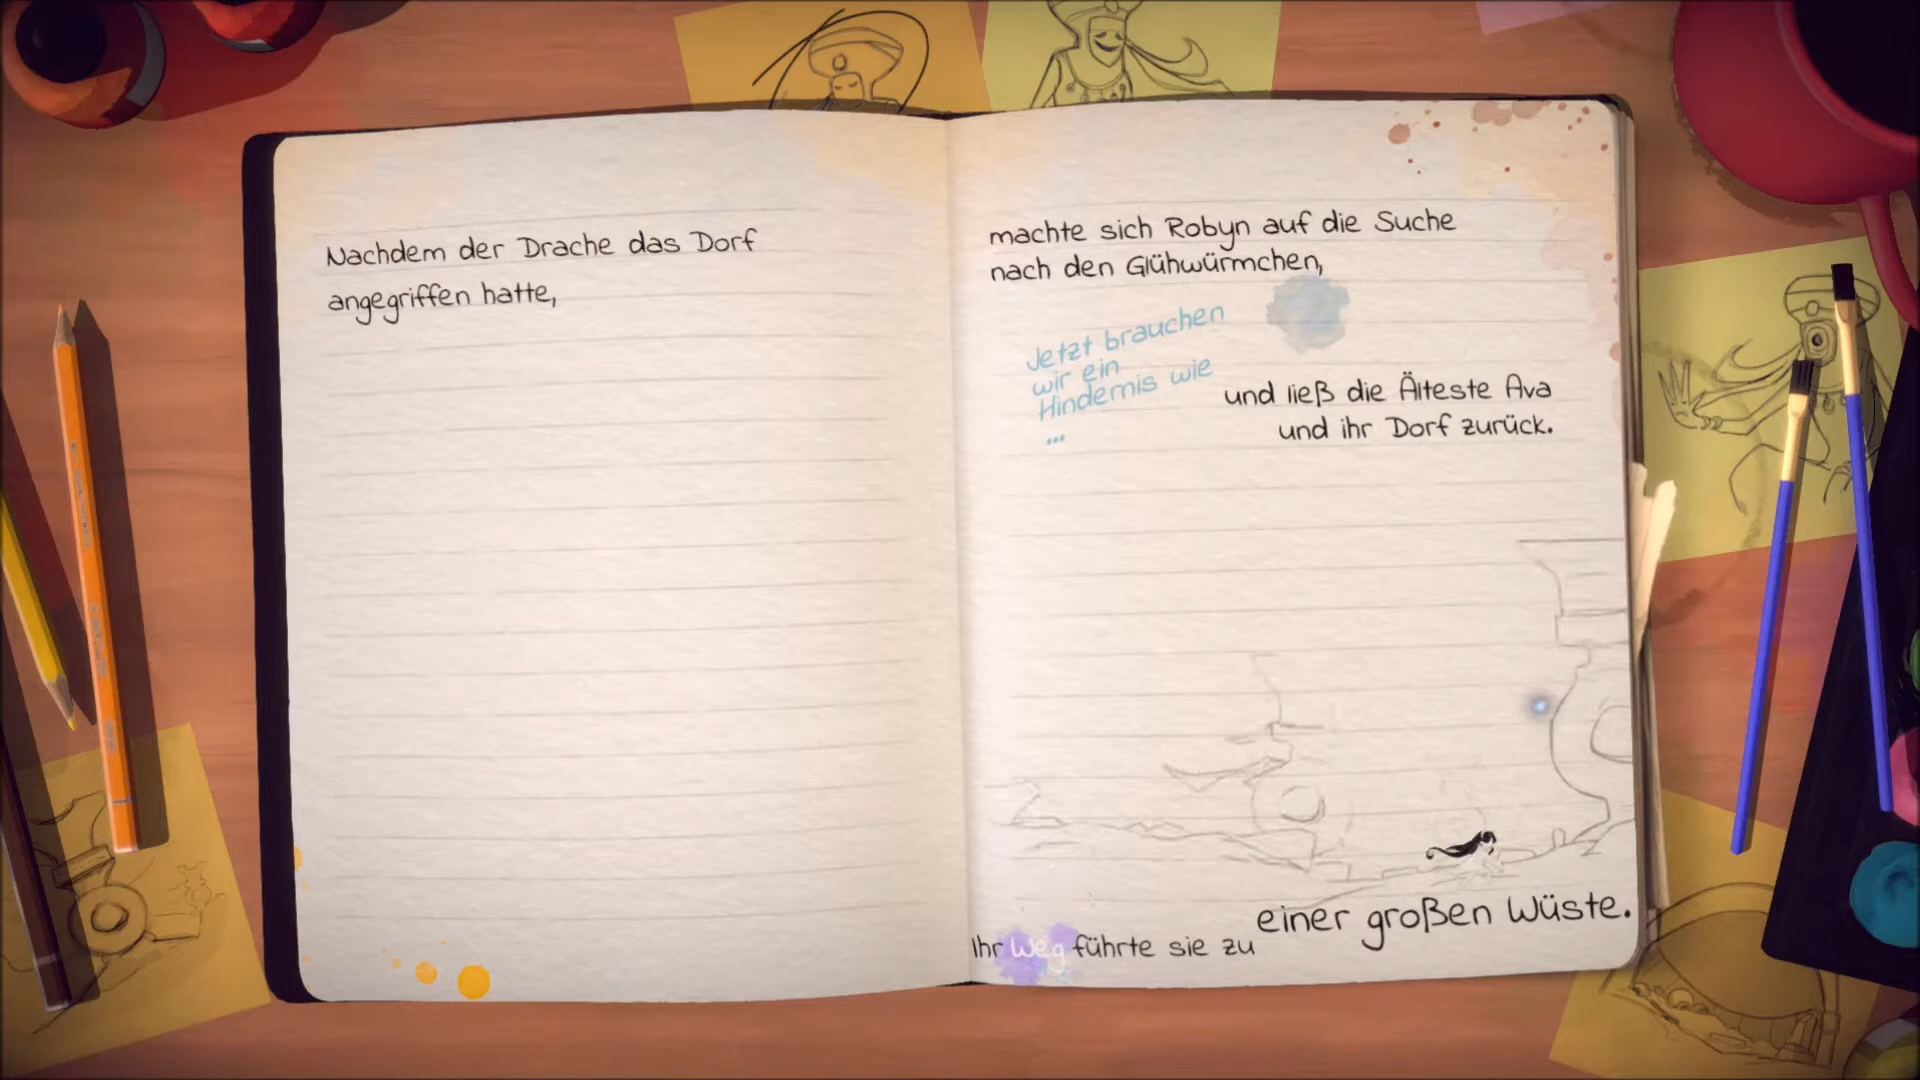 Nachdem der Drache das Dorf
angegriffen hatte,
machte sich Robyn auf die Suche
nach den Glühwürmchen,
Jetzt brauchen
wir ein
Hindernis wie
...
und ließ die Älteste Ava
und ihr Dorf zurück.
Ihr Weg führte sie zu
einer großen Wüste.